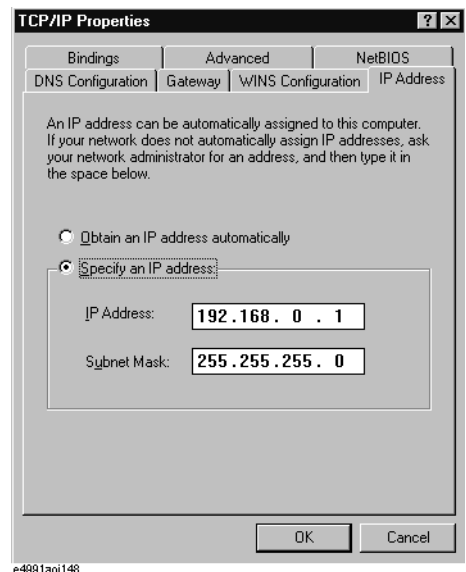 TCP/IP Properties
? X
Bindings Advanced NetBIOS
DNS Configuration Gateway WINS Configuration IP Address
An IP address can be automatically assigned to this computer.
If your network does not automatically assign IP addresses, ask
your network administrator for an address, and then type it in
the space below.
Obtain an IP address automatically
Specify an IP address:
IP Address: 192.168. 0 . 1
Subnet Mask: 255.255.255. 0
OK Cancel
e4991aoj148